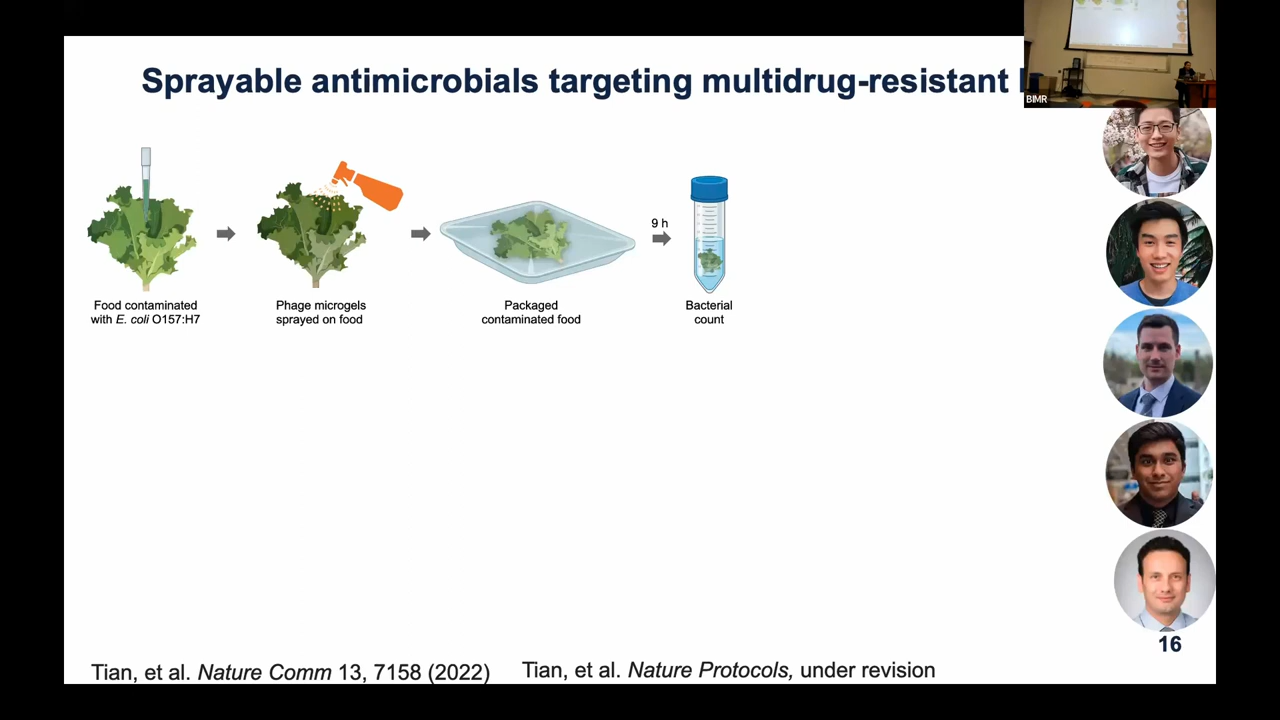 Sprayable antimicrobials targeting multidrug-resistant
BIMR
9 h
Food contaminated
with E. coli O157:H7
Phage microgels
sprayed on food
Packaged
contaminated food
Bacterial
count
16
Tian, et al. Nature Comm 13, 7158 (2022)
Tian, et al. Nature Protocols, under revision